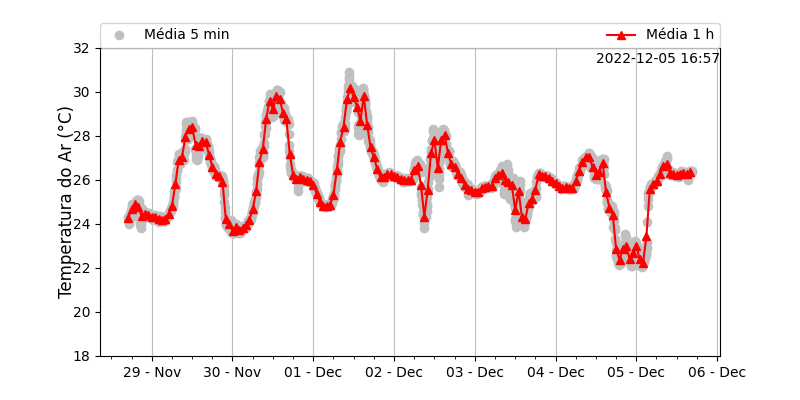 Média 5 min
Média 1 h
2022-12-05 16:57
Temperatura do Ar (°C)
32
30
28
26
24
22
20
18
29 - Nov
30 - Nov
01 - Dec
02 - Dec
03 - Dec
04 - Dec
05 - Dec
06 - Dec